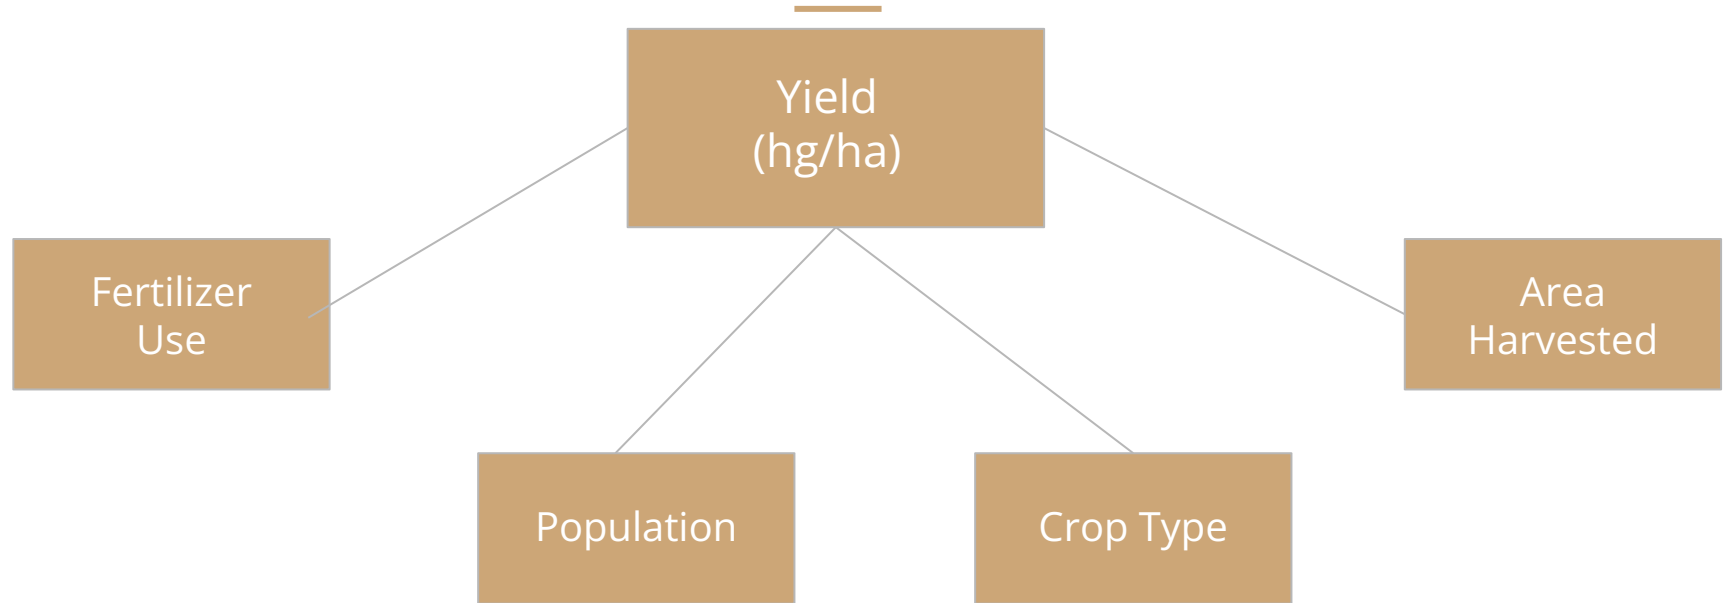 Yield
(hg/ha)
Fertilizer
Use
Area
Harvested
Population
Crop Type